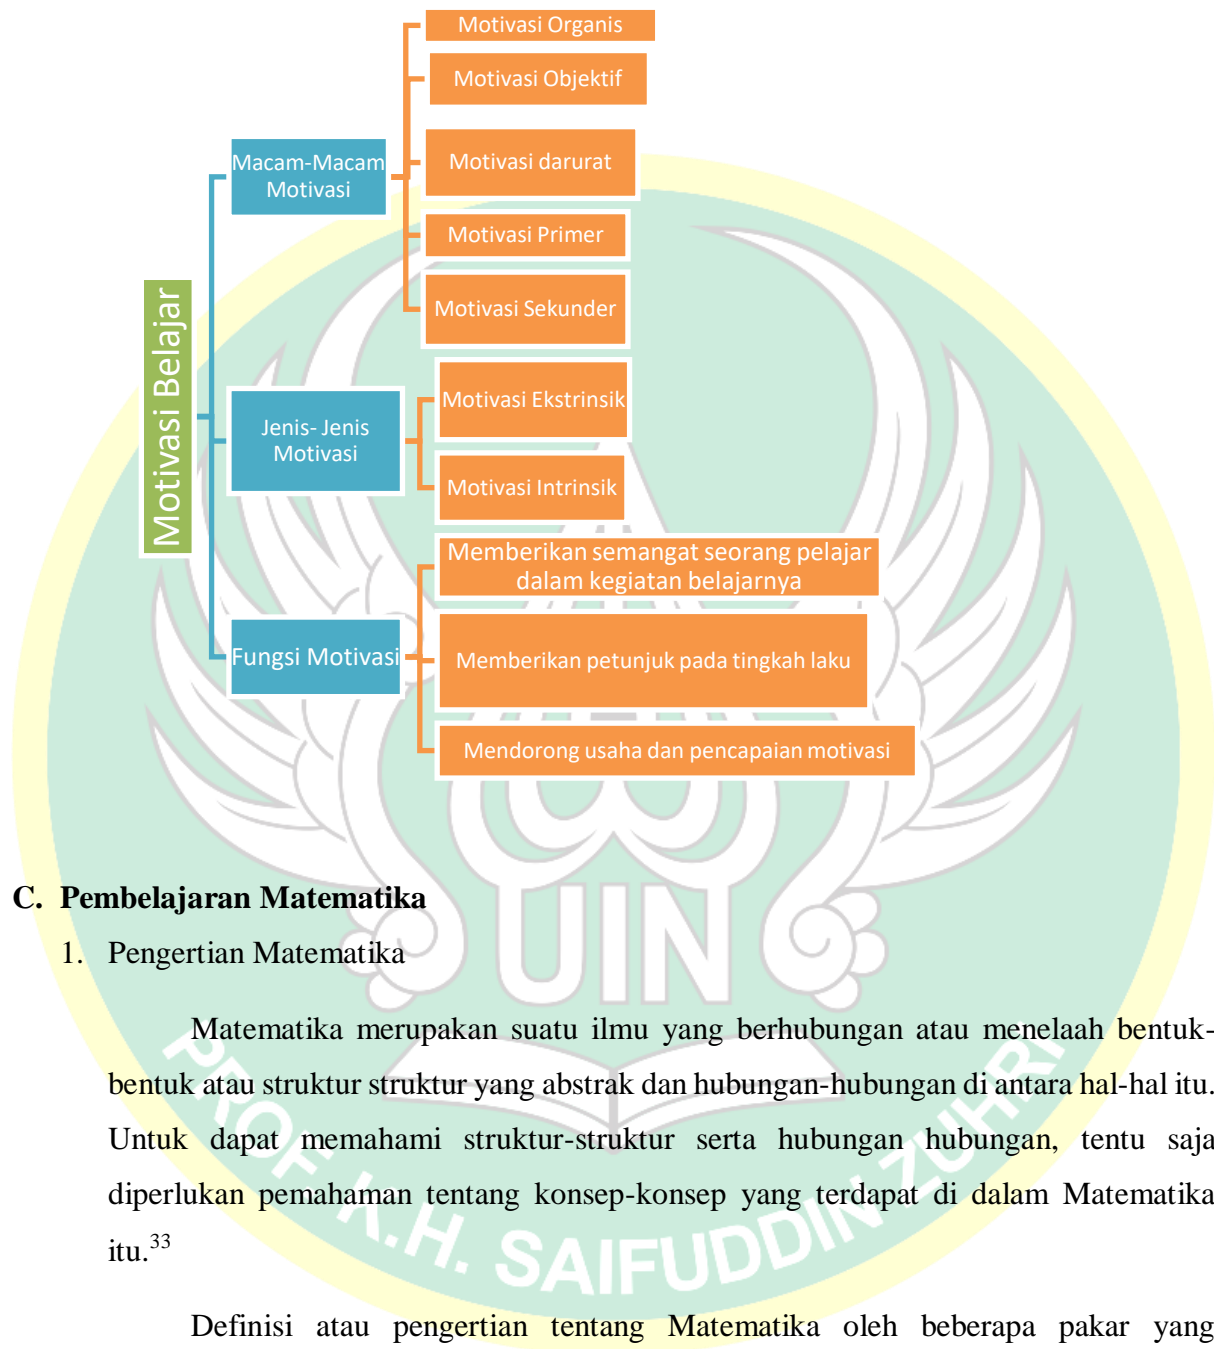 Motivasi Belajar
Macam-Macam
Motivasi
Motivasi Organis
Motivasi Objektif
Motivasi darurat
Motivasi Primer
Motivasi Sekunder
Jenis- Jenis
Motivasi
Motivasi Ekstrinsik
Motivasi Intrinsik
Fungsi Motivasi
Memberikan semangat seorang pelajar
dalam kegiatan belajarnya
Memberikan petunjuk pada tingkah laku
Mendorong usaha dan pencapaian motivasi
C. Pembelajaran Matematika
1. Pengertian Matematika
Matematika merupakan suatu ilmu yang berhubungan atau menelaah bentuk-
bentuk atau struktur struktur yang abstrak dan hubungan-hubungan di antara hal-hal itu.
Untuk dapat memahami struktur-struktur serta hubungan hubungan, tentu saja
diperlukan pemahaman tentang konsep-konsep yang terdapat di dalam Matematika
itu.33
Definisi atau pengertian tentang Matematika oleh beberapa pakar yang
UIN
PROF. K.H. SAIFUDDIN ZUHRI